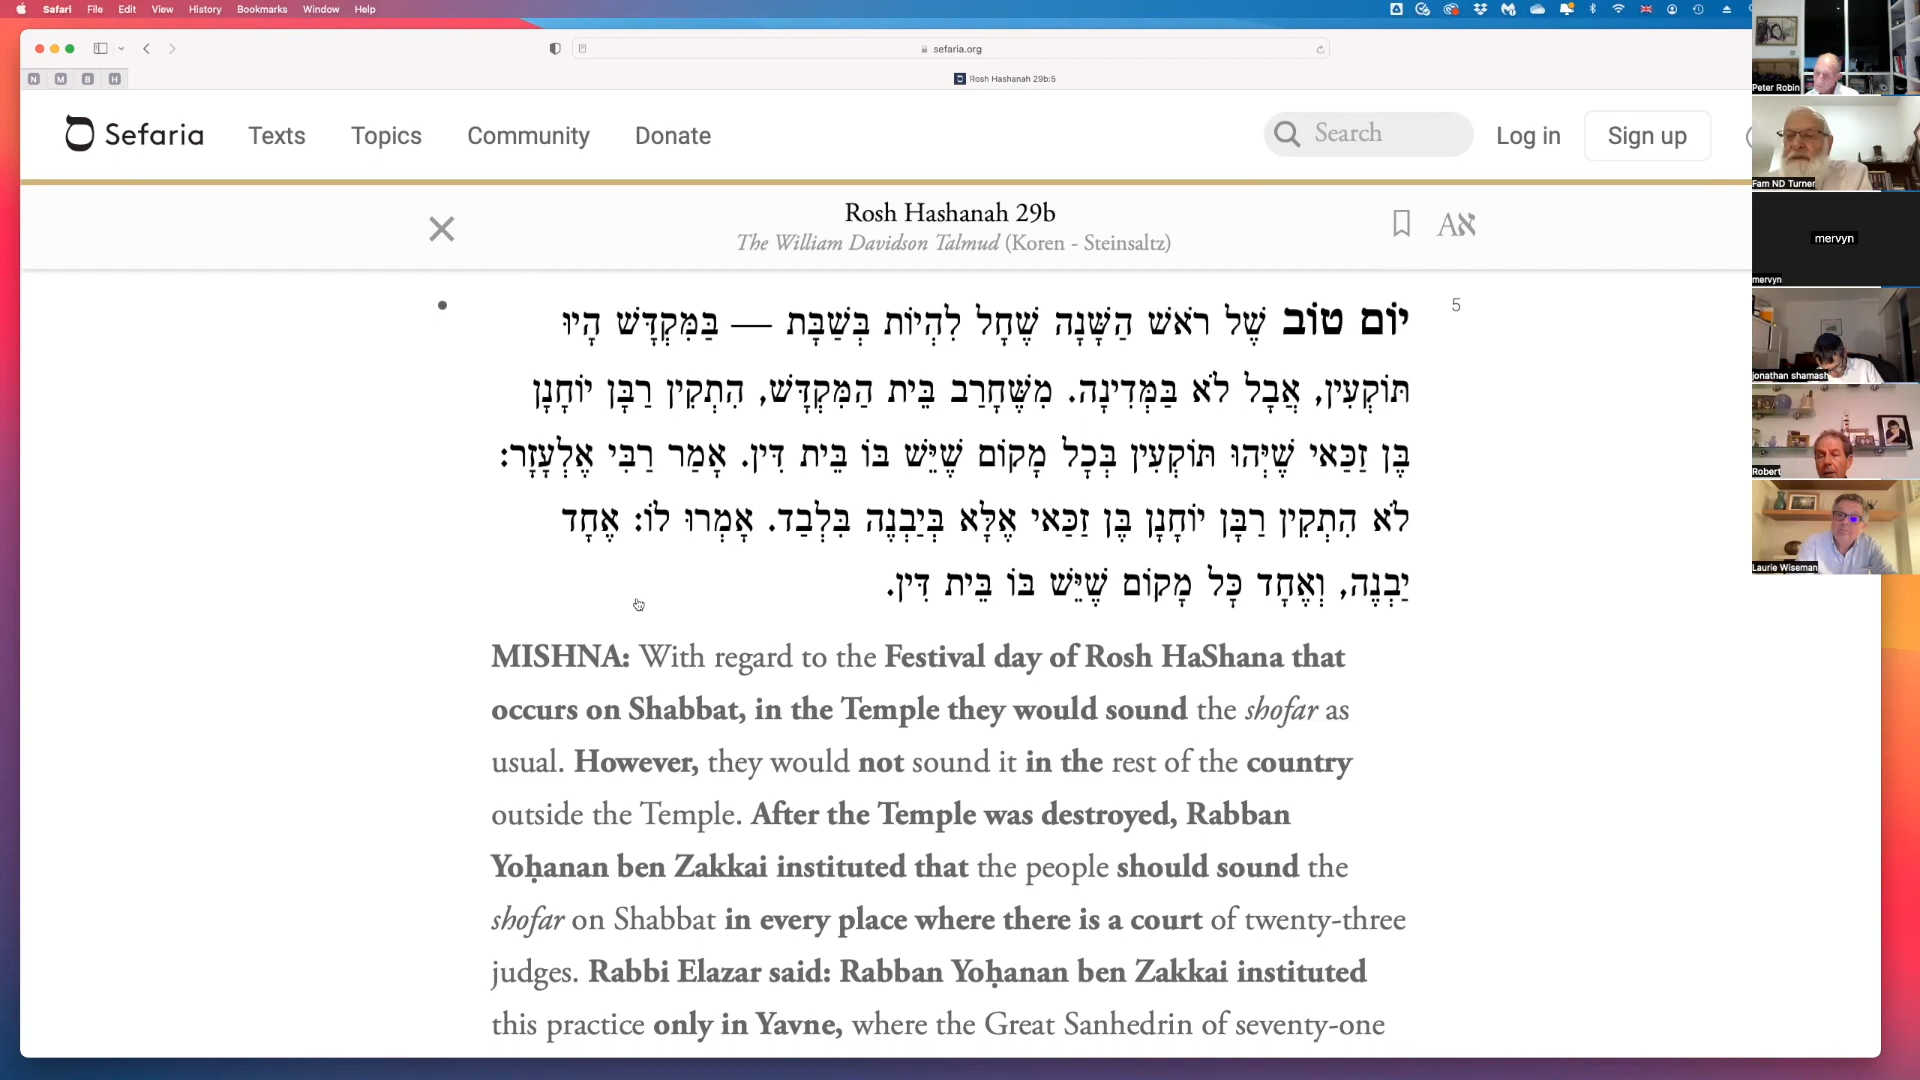 Safari File Edit View History Bookmarks Window Help
sefaria.org
N M B H
Rosh Hashanah 29b:5
Sefaria Texts Topics Community Donate Search Log in Sign up
Rosh Hashanah 29b
The William Davidson Talmud (Koren - Steinsaltz)
5
יוֹם טוֹב שֶׁל רֹאשׁ הַשָּׁנָה שֶׁחָל לִהְיוֹת בְּשַׁבָּת — בַּמִּקְדָּשׁ הָיוּ
תּוֹקְעִין, אֲבָל לֹא בַּמְּדִינָה. מִשֶּׁחָרַב בֵּית הַמִּקְדָּשׁ, הִתְקִין רַבָּן יוֹחָנָן
בֶּן זַכַּאי שֶׁיְּהוּ תּוֹקְעִין בְּכׇל מָקוֹם שֶׁיֵּשׁ בּוֹ בֵּית דִּין. אָמַר רַבִּי אֶלְעָזָר:
לֹא הִתְקִין רַבָּן יוֹחָנָן בֶּן זַכַּאי אֶלָּא בְּיַבְנֶה בִּלְבַד. אָמְרוּ לוֹ: אֶחָד
יַבְנֶה, וְאֶחָד כׇּל מָקוֹם שֶׁיֵּשׁ בּוֹ בֵּית דִּין.
MISHNA: With regard to the Festival day of Rosh HaShana that
occurs on Shabbat, in the Temple they would sound the shofar as
usual. However, they would not sound it in the rest of the country
outside the Temple. After the Temple was destroyed, Rabban
Yoḥanan ben Zakkai instituted that the people should sound the
shofar on Shabbat in every place where there is a court of twenty-three
judges. Rabbi Elazar said: Rabban Yoḥanan ben Zakkai instituted
this practice only in Yavne, where the Great Sanhedrin of seventy-one
Peter Robin
Fam ND Turner
mervyn
mervyn
jonathan shamash
Robert
Laurie Wiseman